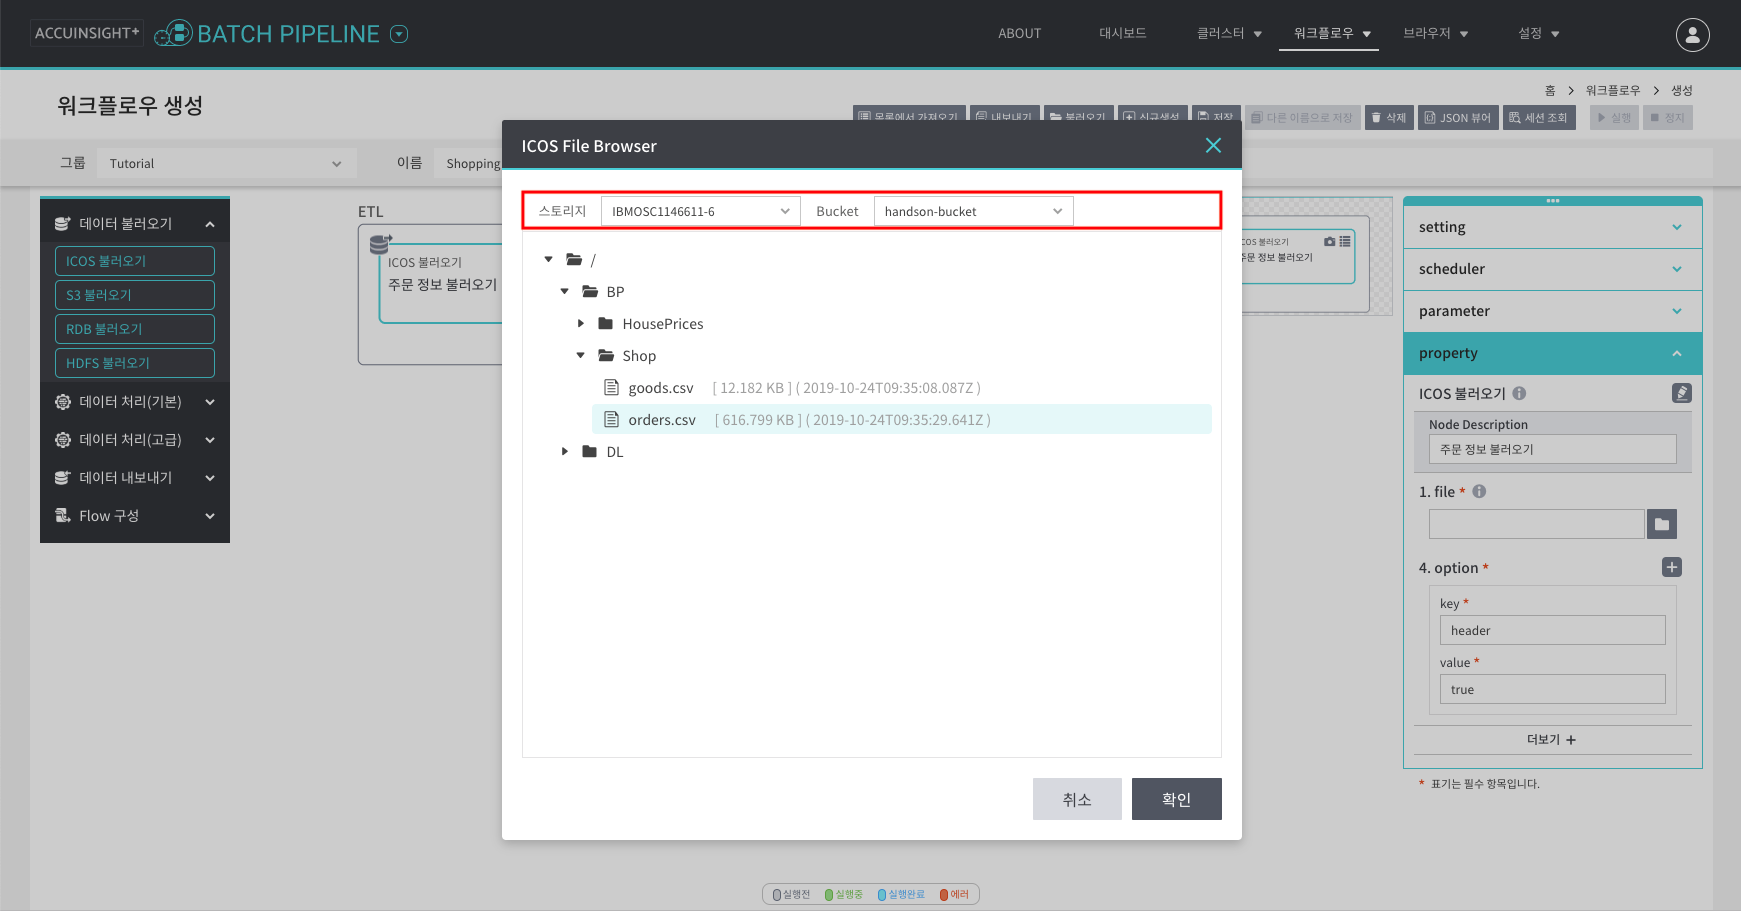 ACCUINSIGHT+ BATCH PIPELINE
ABOUT 대시보드 클러스터 워크플로우 브라우저 설정
워크플로우 생성
홈 > 워크플로우 > 생성
목록에서 가져오기 내보내기 불러오기 신규생성 저장 다른 이름으로 저장 삭제 JSON 뷰어 세션 조회 실행 정지
그룹 Tutorial 이름 Shopping
데이터 불러오기
ICOS 불러오기
S3 불러오기
RDB 불러오기
HDFS 불러오기
데이터 처리(기본)
데이터 처리(고급)
데이터 내보내기
Flow 구성
ETL
ICOS 불러오기
주문 정보 불러오기
ICOS File Browser
스토리지 IBMOSC1146611-6 Bucket handson-bucket
/
BP
HousePrices
Shop
goods.csv [ 12.182 KB ] ( 2019-10-24T09:35:08.087Z )
orders.csv [ 616.799 KB ] ( 2019-10-24T09:35:29.641Z )
DL
취소 확인
COS 불러오기
주문 정보 불러오기
setting
scheduler
parameter
property
ICOS 불러오기
Node Description
주문 정보 불러오기
1. file *
4. option *
key *
header
value *
true
더보기 +
* 표기는 필수 항목입니다.
실행전 실행중 실행완료 에러